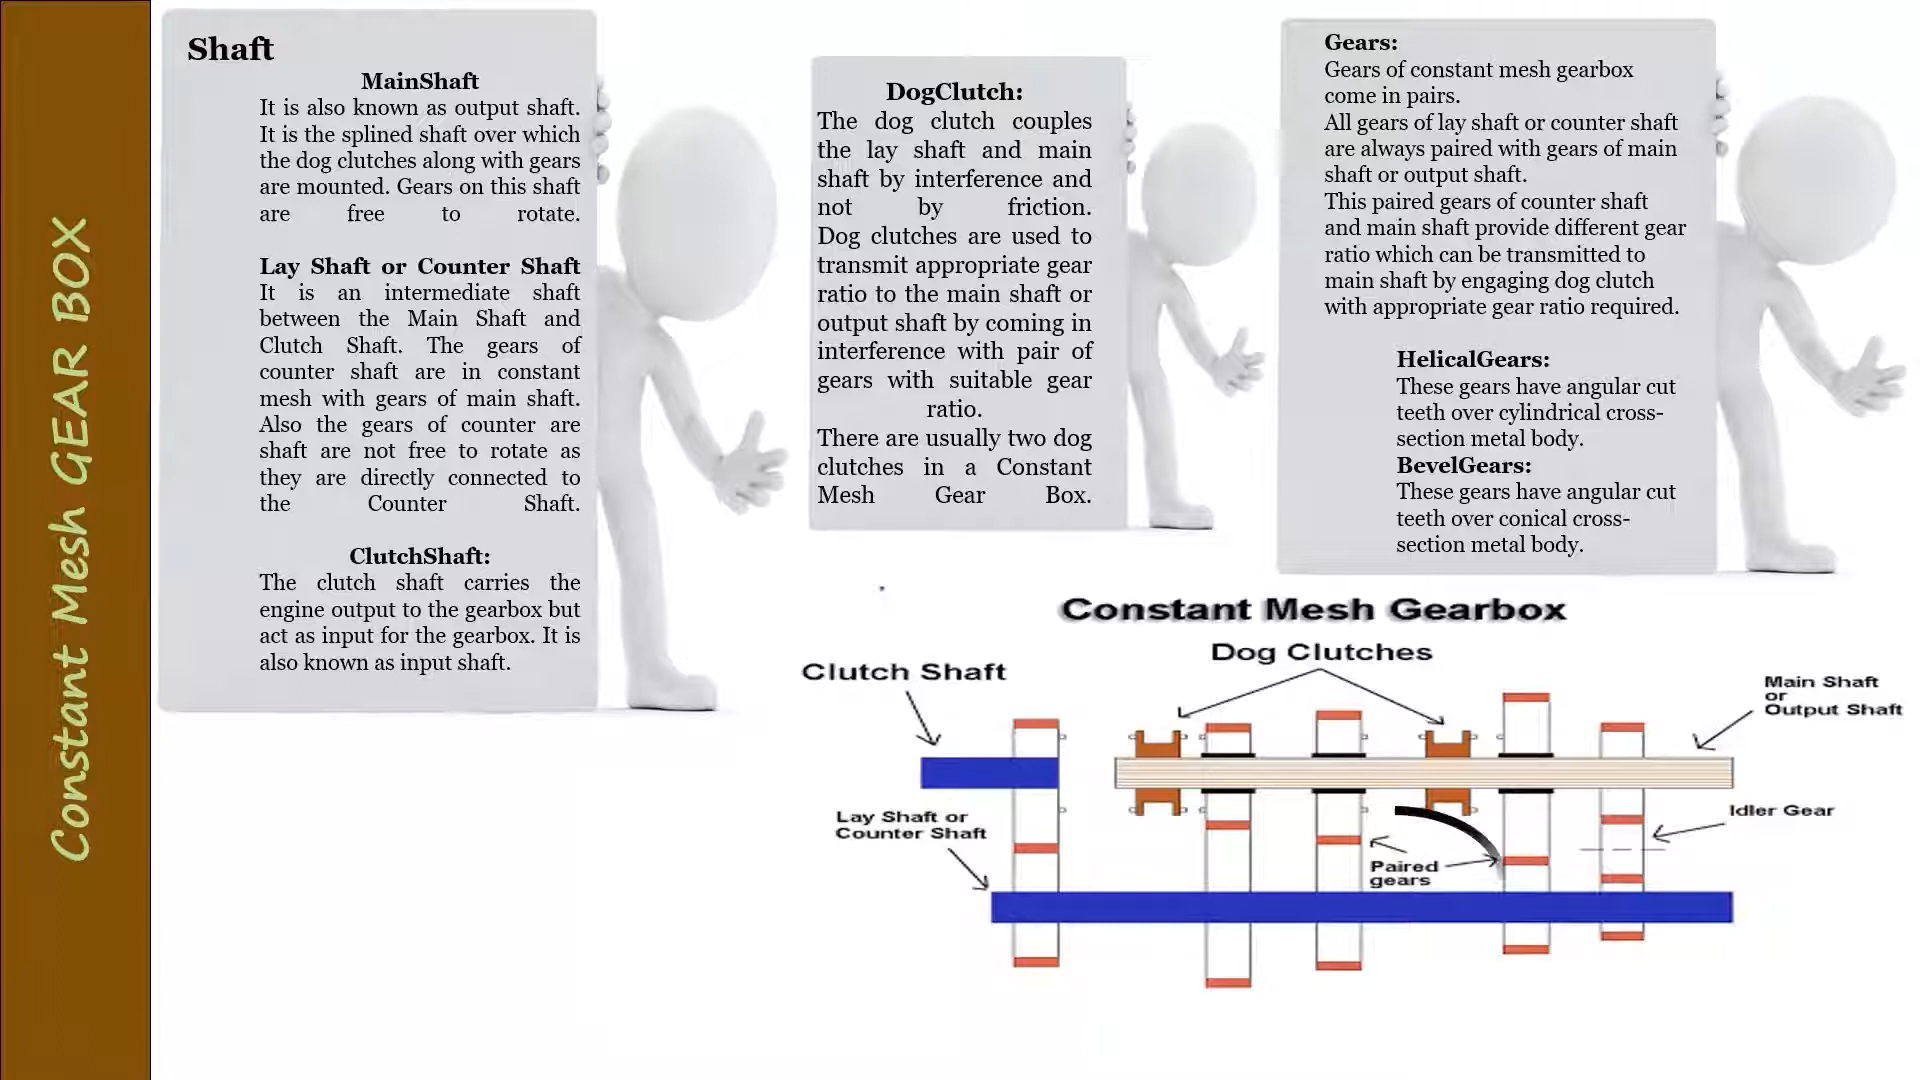 Constant Mesh GEAR BOX
Shaft
MainShaft
It is also known as output shaft.
It is the splined shaft over which
the dog clutches along with gears
are mounted. Gears on this shaft
are free to rotate.
Lay Shaft or Counter Shaft
It is an intermediate shaft
between the Main Shaft and
Clutch Shaft. The gears of
counter shaft are in constant
mesh with gears of main shaft.
Also the gears of counter are
shaft are not free to rotate as
they are directly connected to
the Counter Shaft.
ClutchShaft:
The clutch shaft carries the
engine output to the gearbox but
act as input for the gearbox. It is
also known as input shaft.
DogClutch:
The dog clutch couples
the lay shaft and main
shaft by interference and
not by friction.
Dog clutches are used to
transmit appropriate gear
ratio to the main shaft or
output shaft by coming in
interference with pair of
gears with suitable gear
ratio.
There are usually two dog
clutches in a Constant
Mesh Gear Box.
Gears:
Gears of constant mesh gearbox
come in pairs.
All gears of lay shaft or counter shaft
are always paired with gears of main
shaft or output shaft.
This paired gears of counter shaft
and main shaft provide different gear
ratio which can be transmitted to
main shaft by engaging dog clutch
with appropriate gear ratio required.
HelicalGears:
These gears have angular cut
teeth over cylindrical cross-
section metal body.
BevelGears:
These gears have angular cut
teeth over conical cross-
section metal body.
Constant Mesh Gearbox
Dog Clutches
Clutch Shaft
Main Shaft
or
Output Shaft
Lay Shaft or
Counter Shaft
Idler Gear
Paired
gears